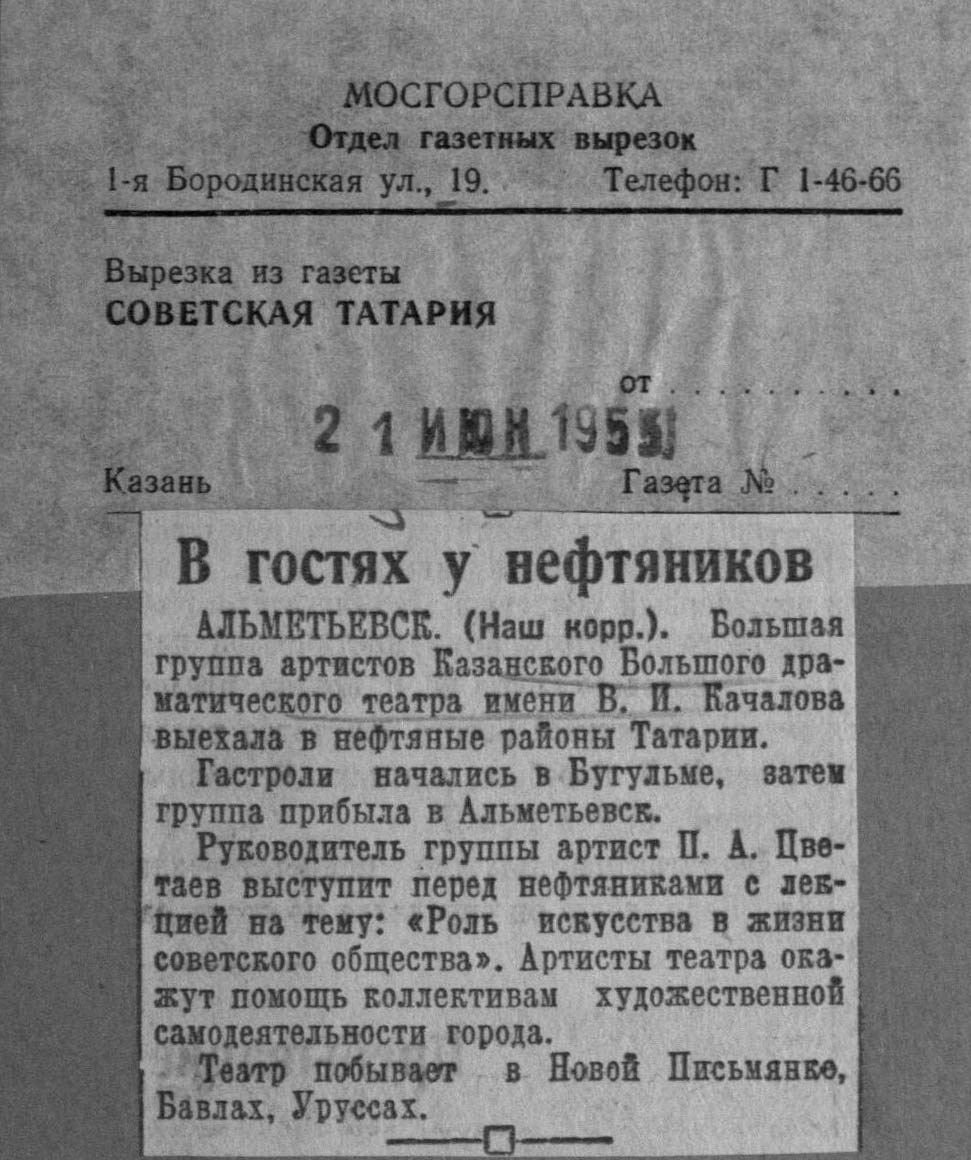 МОСГОРСПРАВКА
Отдел газетных вырезок
1-я Бородинская ул., 19. Телефон: Г 1-46-66
Вырезка из газеты
СОВЕТСКАЯ ТАТАРИЯ
от . . . . . . . . . .
21 ИЮН 1955
Казань Газета № . . . . .
В гостях у нефтяников
АЛЬМЕТЬЕВСК. (Наш корр.). Большая
группа артистов Казанского Большого дра-
матического театра имени В. И. Качалова
выехала в нефтяные районы Татарии.
Гастроли начались в Бугульме, затем
группа прибыла в Альметьевск.
Руководитель группы артист П. А. Цве-
таев выступит перед нефтяниками с лек-
цией на тему: «Роль искусства в жизни
советского общества». Артисты театра ока-
жут помощь коллективам художественной
самодеятельности города.
Театр побывает в Новой Письмянке,
Бавлах, Уруссах.